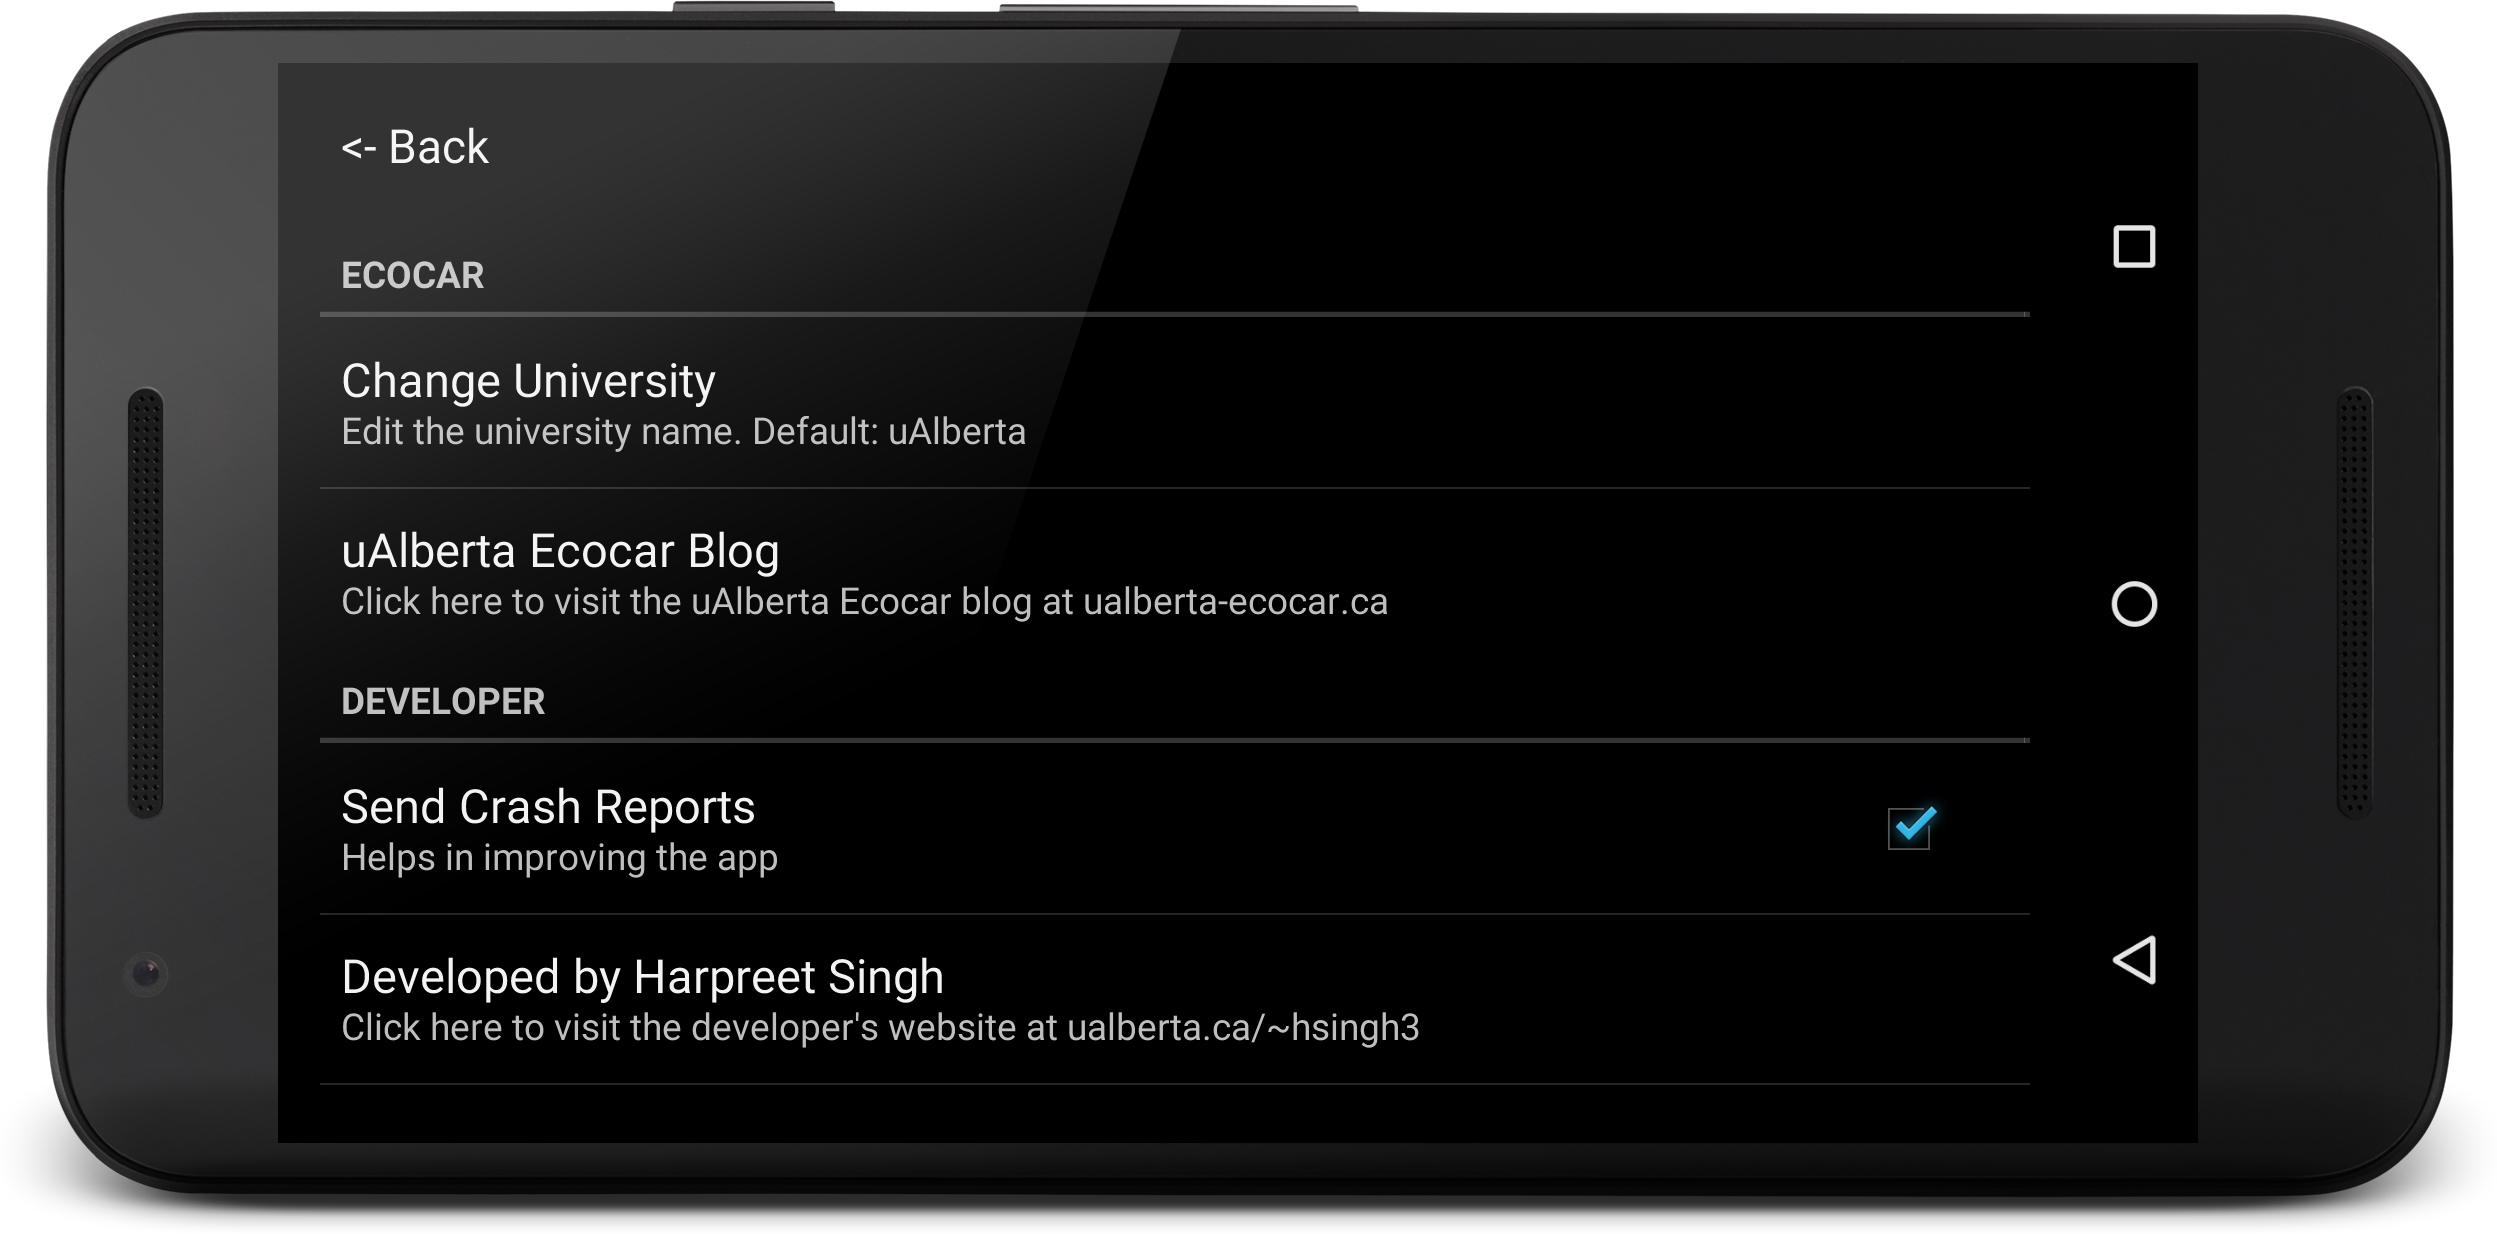 <- Back
ECOCAR
Change University
Edit the university name. Default: uAlberta
uAlberta Ecocar Blog
Click here to visit the uAlberta Ecocar blog at ualberta-ecocar.ca
DEVELOPER
Send Crash Reports
Helps in improving the app
Developed by Harpreet Singh
Click here to visit the developer's website at ualberta.ca/~hsingh3